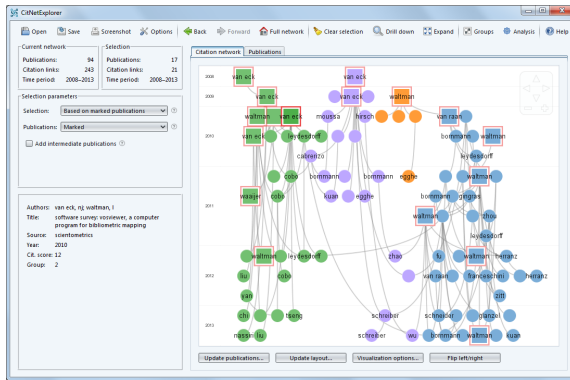 CitNetExplorer
Open Save Screenshot Options Back Forward Full network Clear selection Drill down Expand Groups Analysis Help
Current network
Publications: 94
Citation links: 243
Time period: 2008–2013
Selection
Publications: 17
Citation links: 21
Time period: 2008–2013
Selection parameters
Selection: Based on marked publications
Publications: Marked
Add intermediate publications
Authors: van eck, nj; waltman, l
Title: software survey: vosviewer, a computer
program for bibliometric mapping
Source: scientometrics
Year: 2010
Cit. score: 12
Group: 2
Citation network Publications
2008 van eck van eck
2009 van eck van eck waltman
waltman van eck moussa hirsch van raan
2010 van eck leydesdorff bornmann waltman
cabrerizo leydesdorff
cobo bornmann bornmann egghe waltman
waaijer cobo kuan egghe bornmann gingras
2011 waltman zhou
leydesdorff
waltman leydesdorff zhao fu waltman herranz
2012 liu cobo van raan franceschini herranz
yan zitt
chi tseng schreiber schneider glanzel
2013 nassiri liu schreiber wu bornmann waltman kuan
Update publications... Update layout... Visualization options... Flip left/right